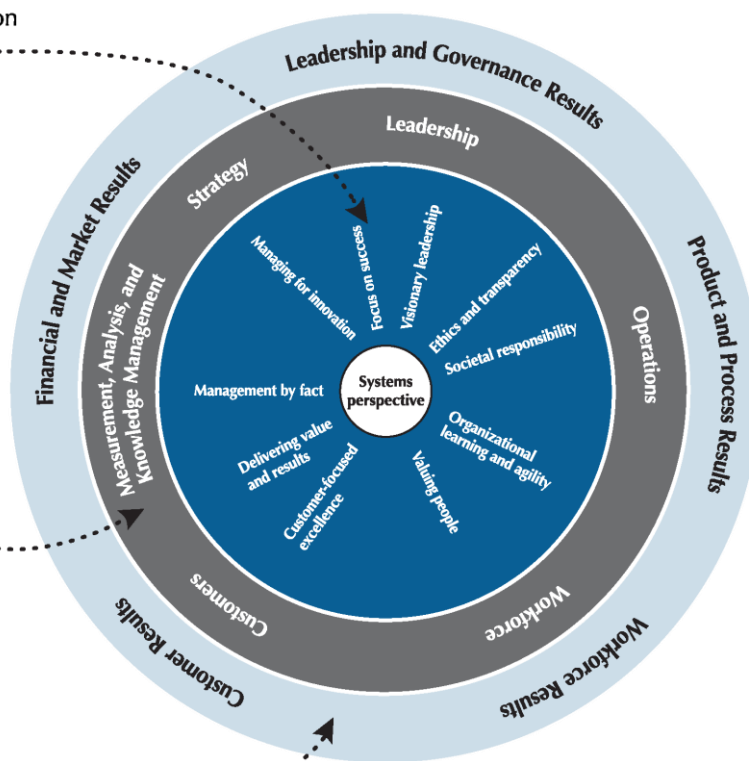 on
Leadership and Governance Results
Financial and Market Results
Product and Process Results
Customer Results
Workforce Results
Leadership
Strategy
Measurement, Analysis, and
Knowledge Management
Operations
Customers
Workforce
Managing for innovation
Focus on success
Visionary leadership
Ethics and transparency
Societal responsibility
Management by fact
Systems
perspective
Delivering value
and results
Customer-focused
excellence
Valuing people
Organizational
learning and agility